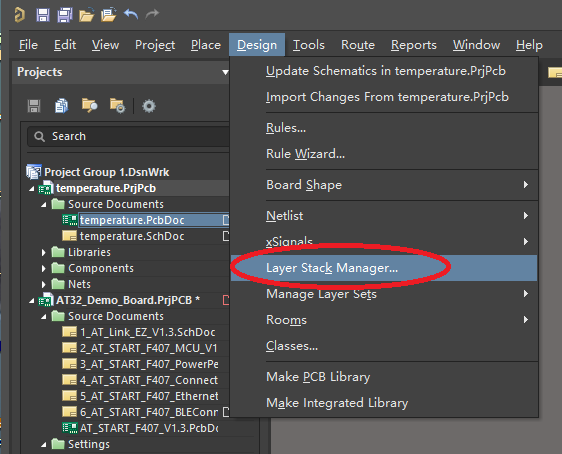 File Edit View Project Place Design Tools Route Reports Window Help
Projects
Search
Project Group 1.DsnWrk
temperature.PrjPcb
Source Documents
temperature.PcbDoc
temperature.SchDoc
Libraries
Components
Nets
AT32_Demo_Board.PrjPCB *
Source Documents
1_AT_Link_EZ_V1.3.SchDoc
2_AT_START_F407_MCU_V1
3_AT_START_F407_PowerPe
4_AT_START_F407_Connect
5_AT_START_F407_Ethernet
6_AT_START_F407_BLEConn
AT_START_F407_V1.3.PcbDo
Settings
Update Schematics in temperature.PrjPcb
Import Changes From temperature.PrjPcb
Rules...
Rule Wizard...
Board Shape
Netlist
xSignals
Layer Stack Manager...
Manage Layer Sets
Rooms
Classes...
Make PCB Library
Make Integrated Library